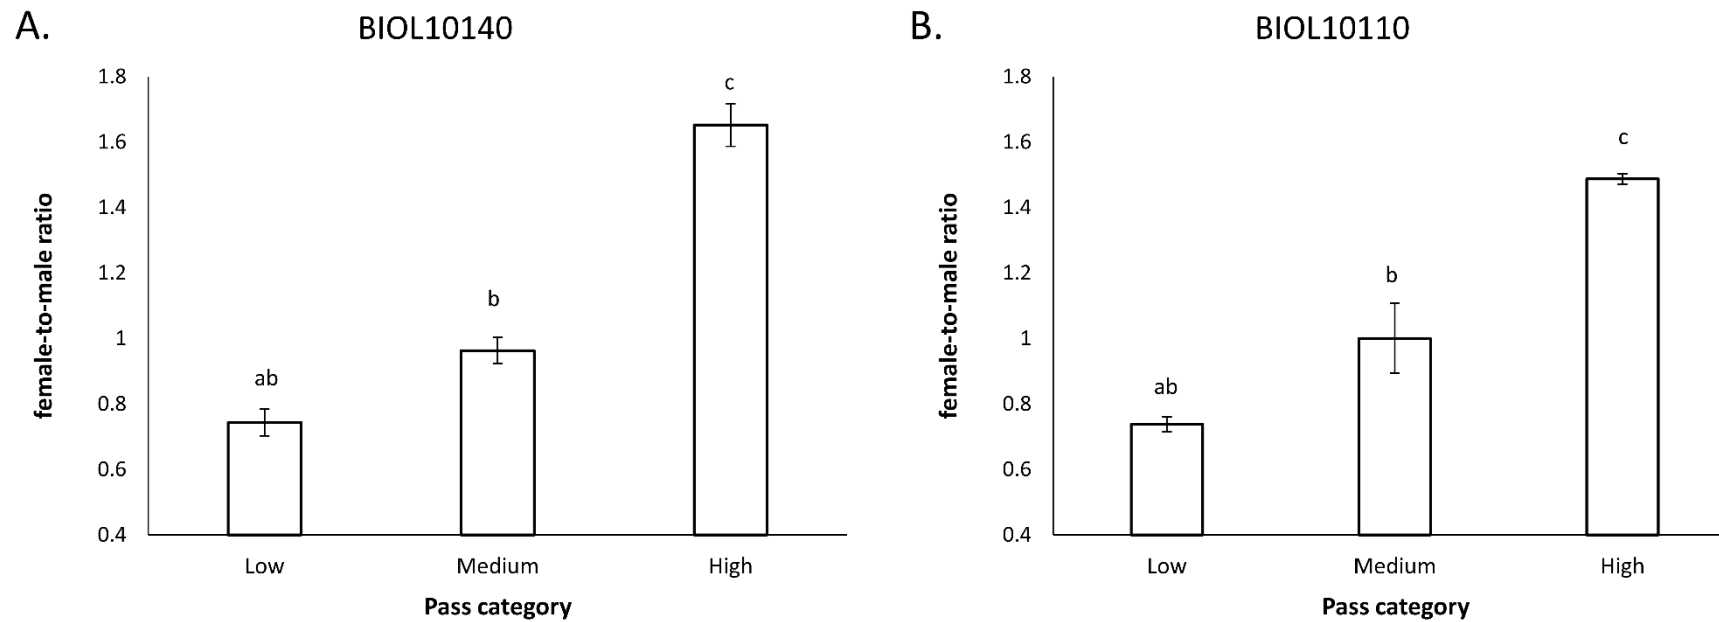 A.
BIOL10140
female-to-male ratio
1.8
1.6
1.4
1.2
1
0.8
0.6
0.4
ab
b
c
Low Medium High
Pass category
B.
BIOL10110
female-to-male ratio
1.8
1.6
1.4
1.2
1
0.8
0.6
0.4
ab
b
c
Low Medium High
Pass category